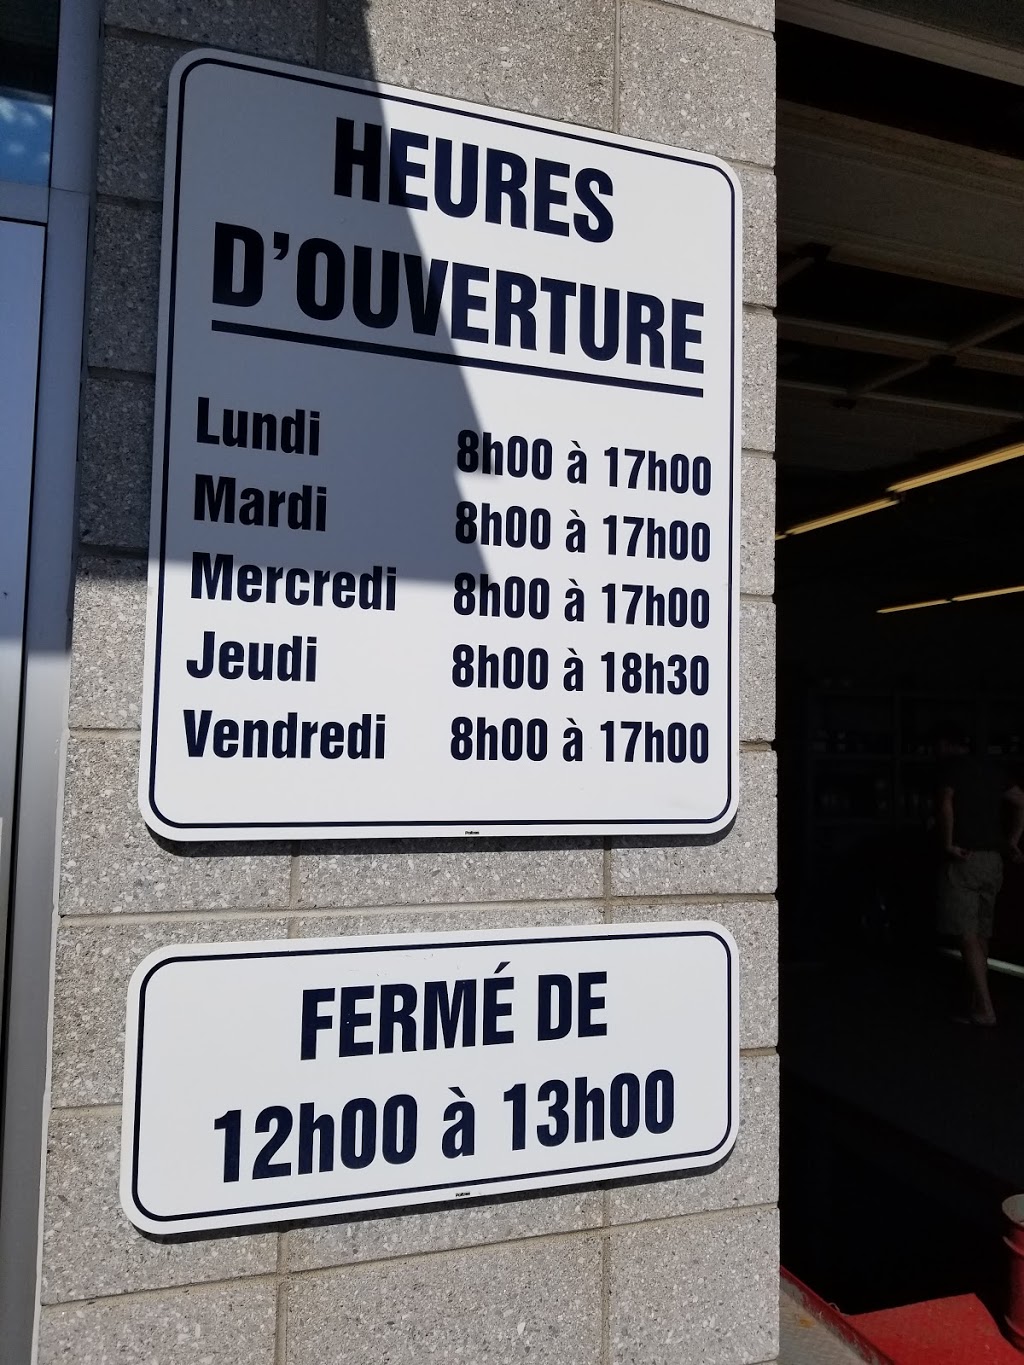 HEURES
D'OUVERTURE
Lundi 8h00 à 17h00
Mardi 8h00 à 17h00
Mercredi 8h00 à 17h00
Jeudi 8h00 à 18h30
Vendredi 8h00 à 17h00
FERMÉ DE
12h00 à 13h00